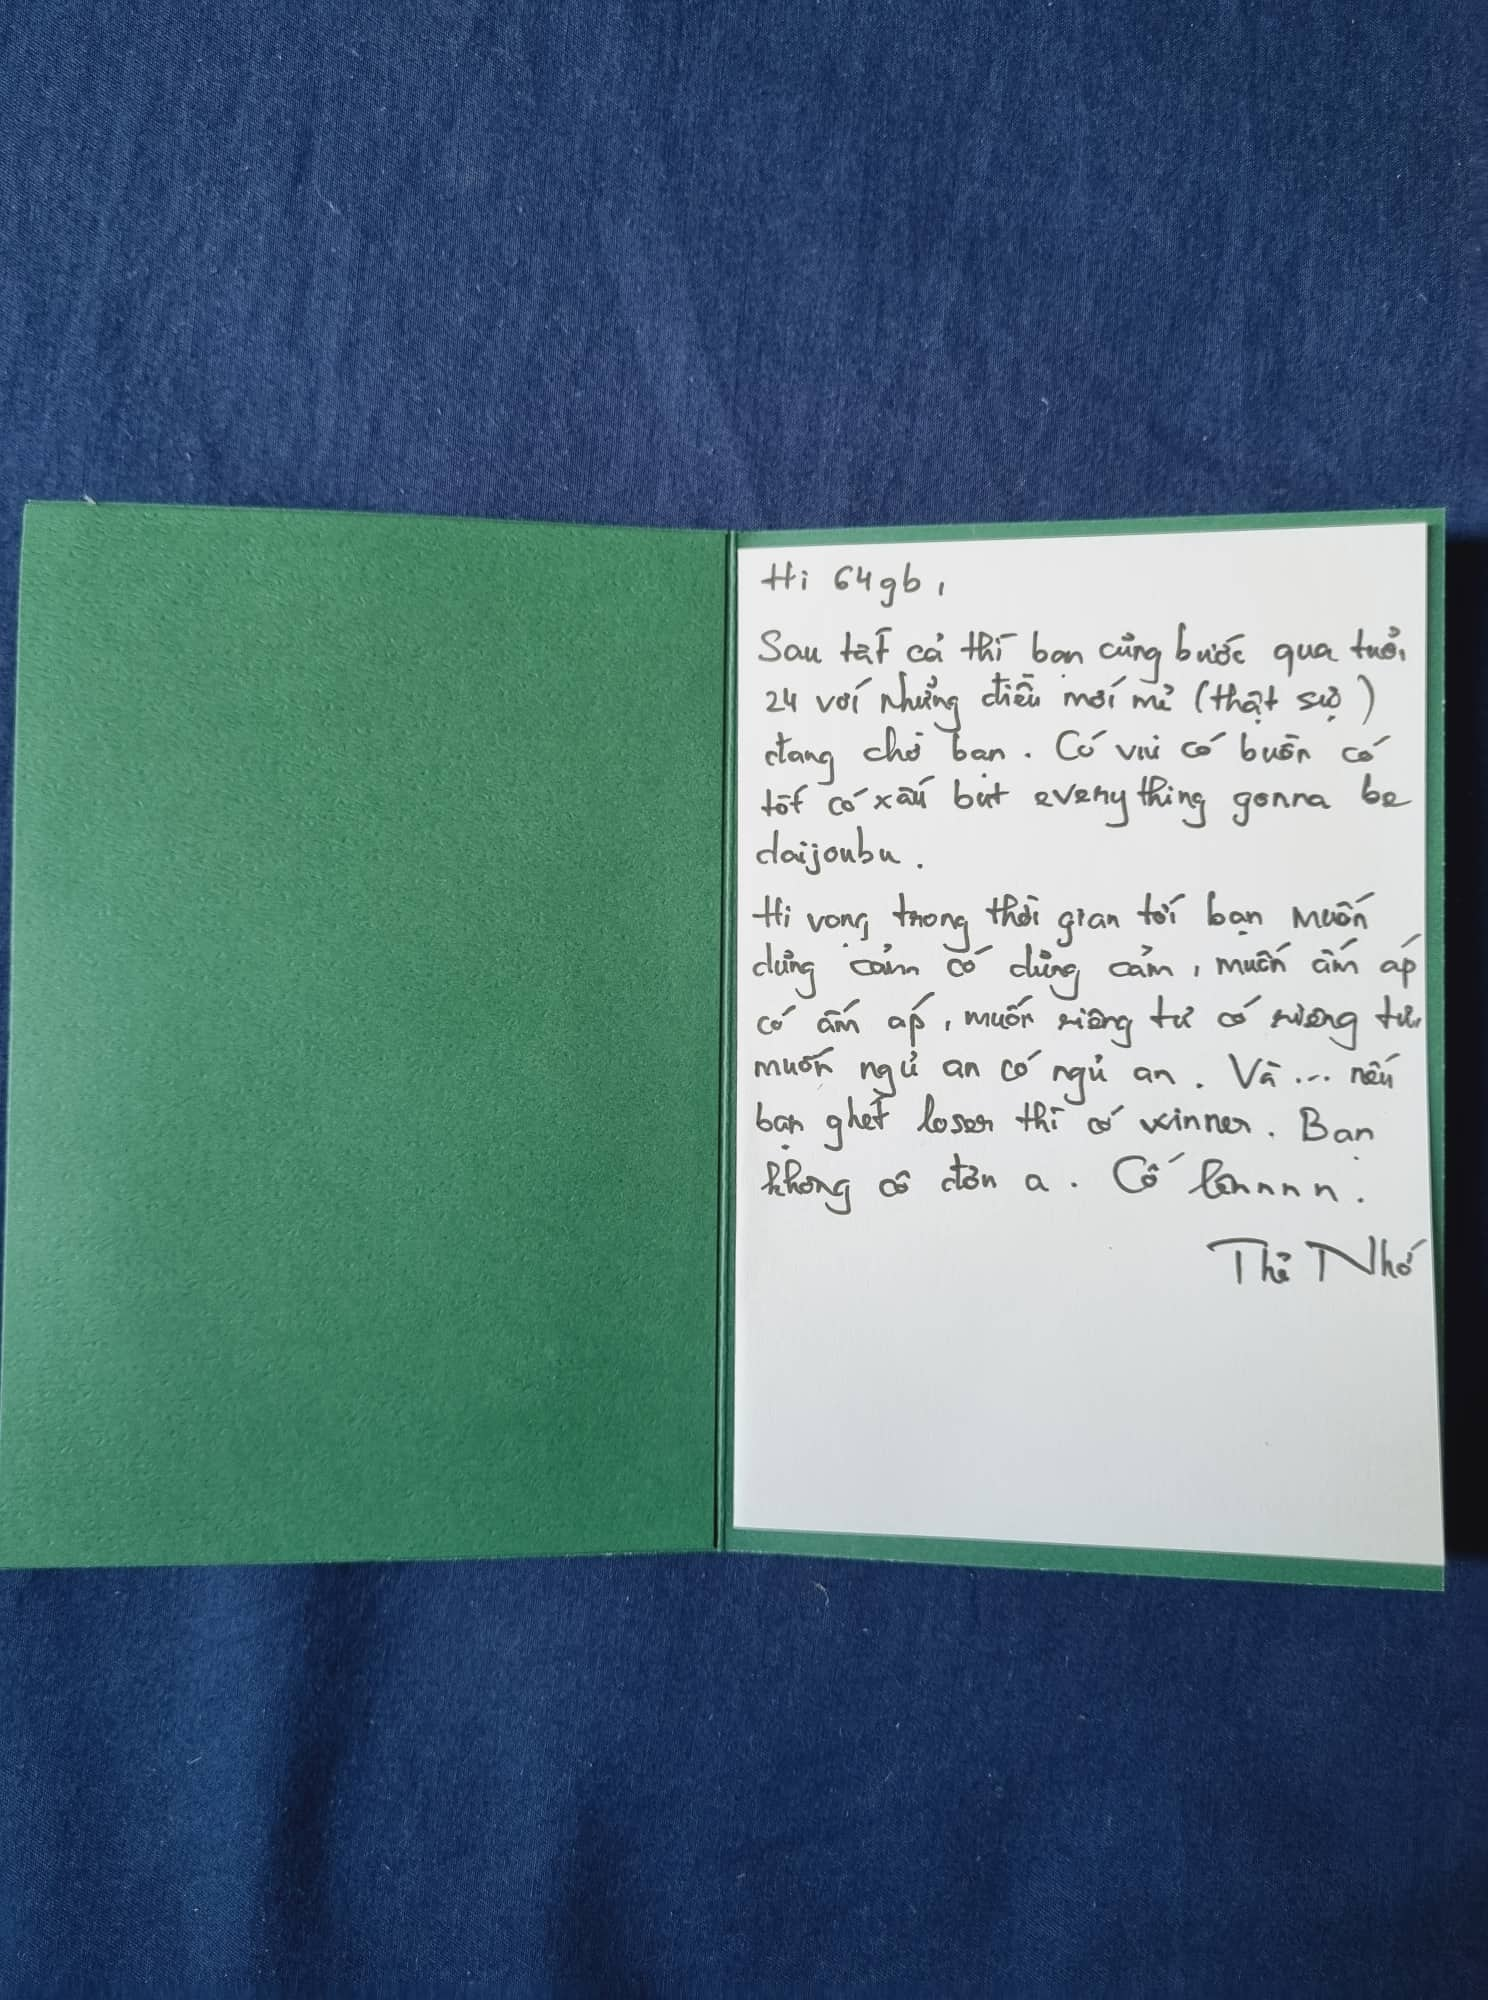 Hi 64gb,
Sau tất cả thì bạn cũng bước qua tuổi
24 với những điều mới mẻ (thật sự)
đang chờ bạn. Có vui có buồn có
tốt có xấu but everything gonna be
daijoubu.
Hi vọng trong thời gian tới bạn muốn
dũng cảm có dũng cảm, muốn ấm áp
có ấm áp, muốn riêng tư có riêng tư,
muốn ngủ an có ngủ an. Và... nếu
bạn ghét loser thì có winner. Bạn
không cô đơn a. Cố lênnnn.
Thỏ Nhớ